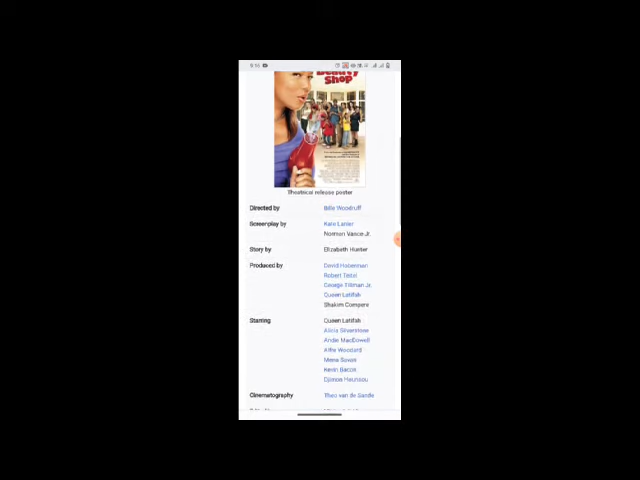 9:55
Beauty
Shop
Theatrical release poster
Directed by Bille Woodruff
Screenplay by Kate Lanier
Norman Vance Jr.
Story by Elizabeth Hunter
Produced by David Hoberman
Robert Teitel
George Tillman Jr.
Queen Latifah
Shakim Compere
Starring Queen Latifah
Alicia Silverstone
Andie MacDowell
Alfre Woodard
Mena Suvari
Kevin Bacon
Djimon Hounsou
Cinematography Theo van de Sande